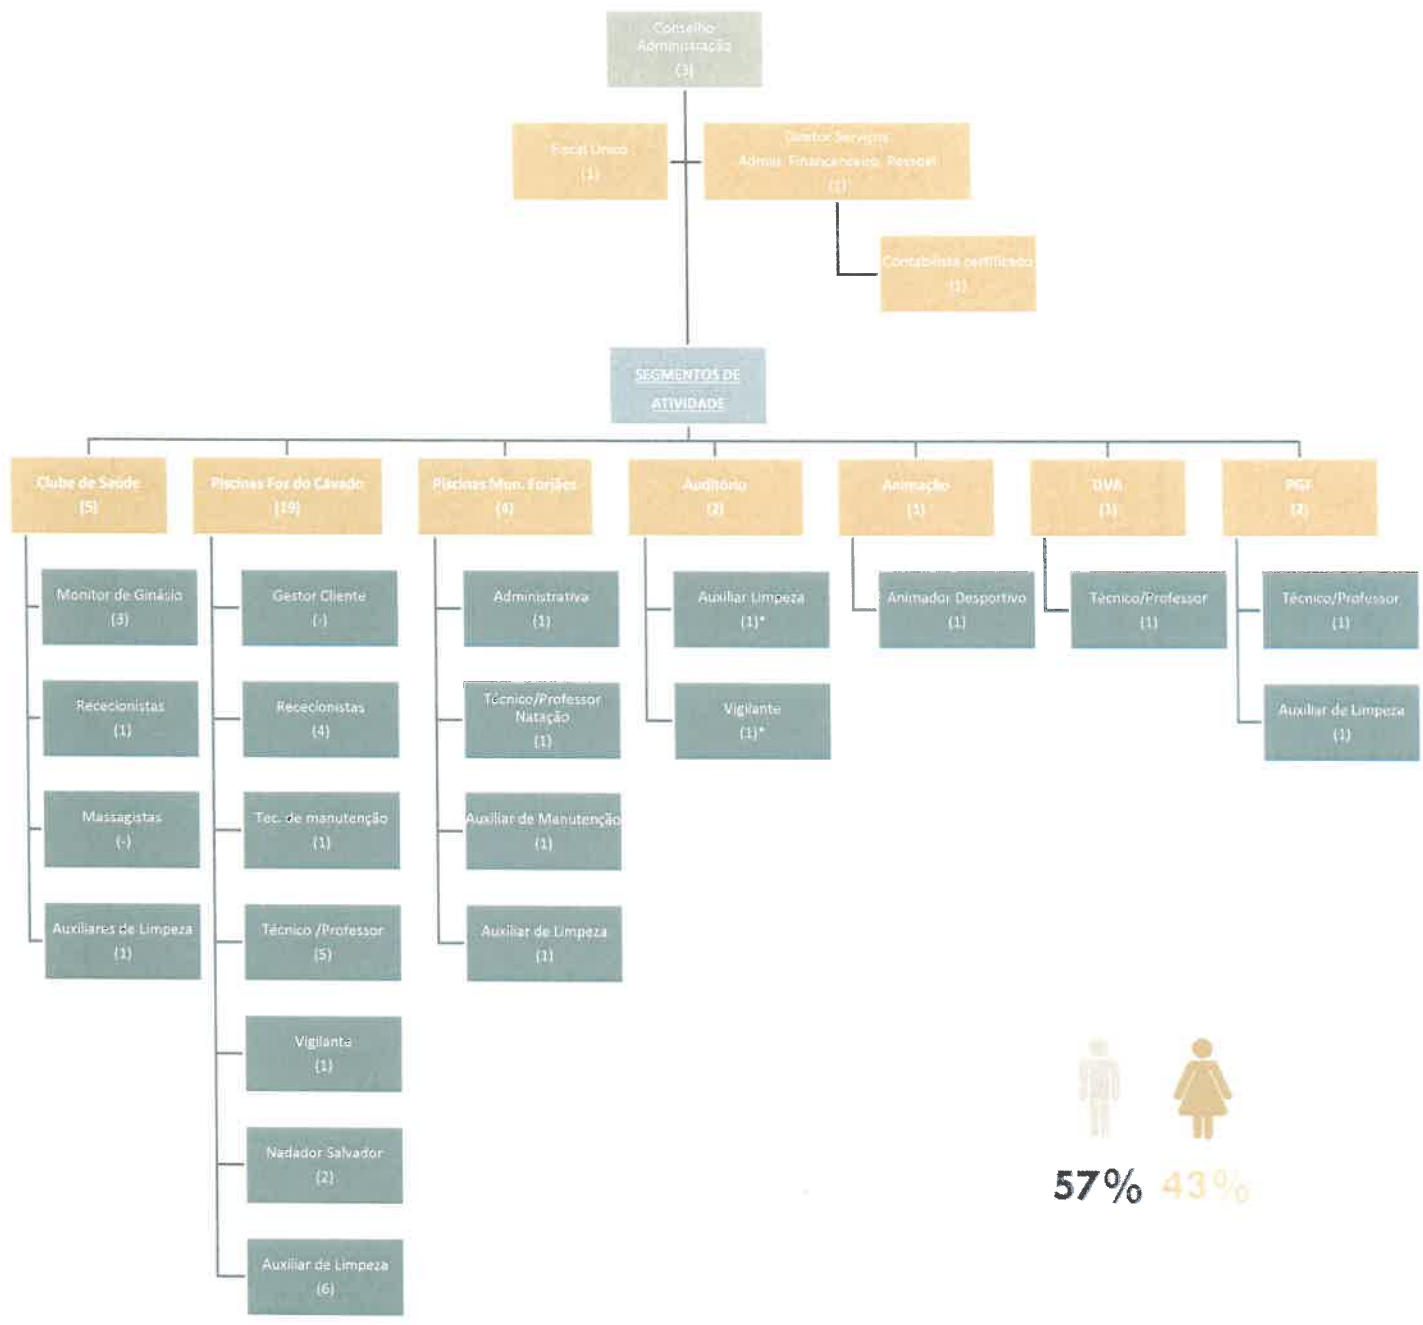 Conselho
Administração
(3)
Fiscal Único
(1)
Diretor Serviços
Admin. Financanceiro, Pessoal
(1)
Contabilista certificado
(1)
SEGMENTOS DE
ATIVIDADE
Clube de Saúde
(5)
Piscinas Foz do Cávado
(19)
Piscinas Mun. Forjães
(4)
Auditório
(2)
Animação
(1)
DVA
(1)
PGF
(2)
Monitor de Ginásio
(3)
Rececionistas
(1)
Massagistas
(-)
Auxiliares de Limpeza
(1)
Gestor Cliente
(-)
Rececionistas
(4)
Tec. de manutenção
(1)
Técnico /Professor
(5)
Vigilante
(1)
Nadador Salvador
(2)
Auxiliar de Limpeza
(6)
Administrativa
(1)
Técnico/Professor
Natação
(1)
Auxiliar de Manutenção
(1)
Auxiliar de Limpeza
(1)
Auxiliar Limpeza
(1)*
Vigilante
(1)*
Animador Desportivo
(1)
Técnico/Professor
(1)
Técnico/Professor
(1)
Auxiliar de Limpeza
(1)
57% 43%